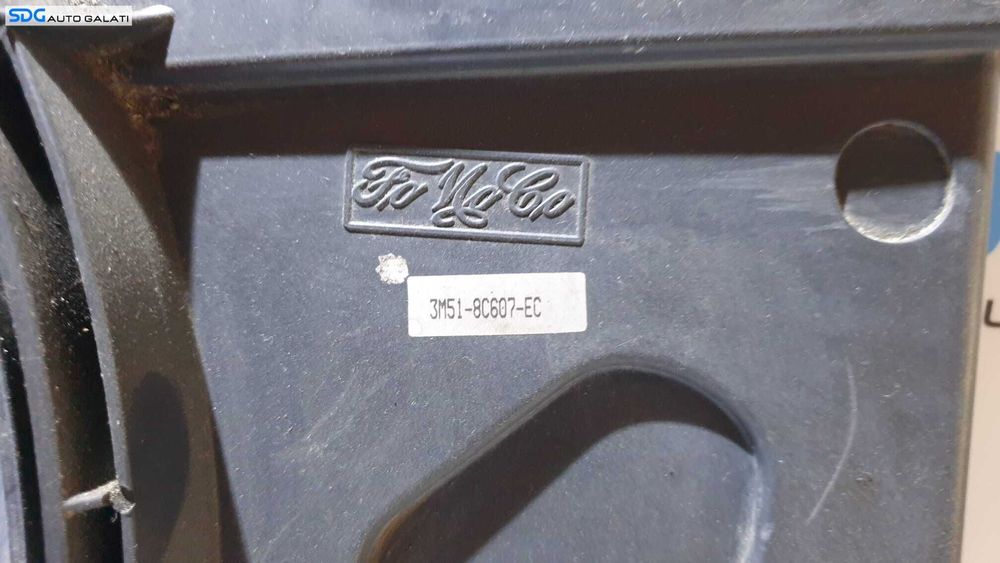 SDG AUTO GALATI
FoMoCo
3M51-8C607-EC